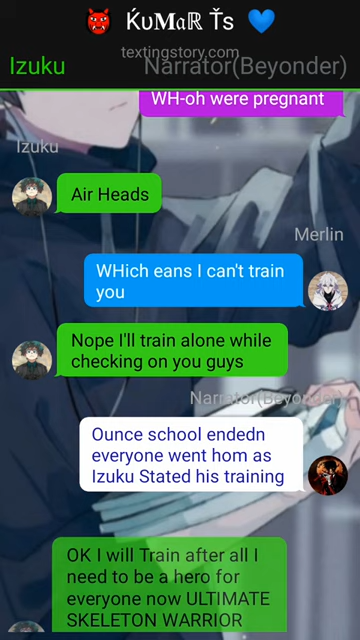 👹 ḰυMαℝ Ťs 💙
textingstory.com
Izuku Narrator(Beyonder)
WH-oh were pregnant
Izuku
Air Heads
Merlin
WHich eans I can't train
you
Nope I'll train alone while
checking on you guys
Narrator(Beyonder)
Ounce school endedn
everyone went hom as
Izuku Stated his training
OK I will Train after all I
need to be a hero for
everyone now ULTIMATE
SKELETON WARRIOR